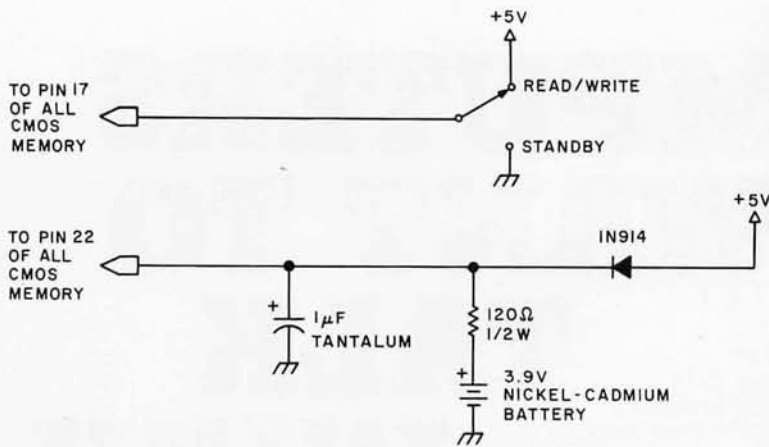 +5V
TO PIN 17
OF ALL
CMOS
MEMORY
READ/WRITE
STANDBY
+5V
TO PIN 22
OF ALL
CMOS
MEMORY
1N914
+
1µF
TANTALUM
120Ω
1/2W
+
3.9V
NICKEL-CADMIUM
BATTERY